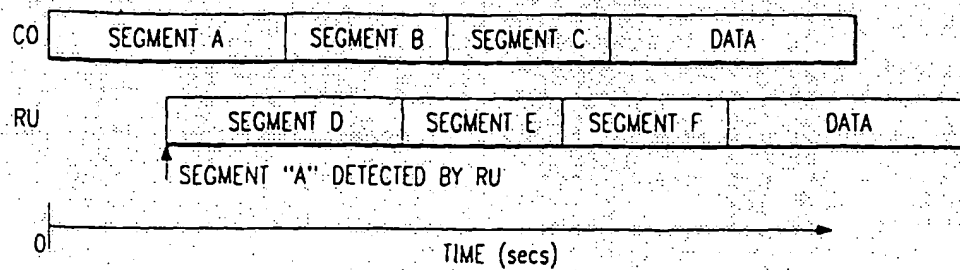 CO SEGMENT A SEGMENT B SEGMENT C DATA
RU SEGMENT D SEGMENT E SEGMENT F DATA
SEGMENT "A" DETECTED BY RU
0
TIME (secs)